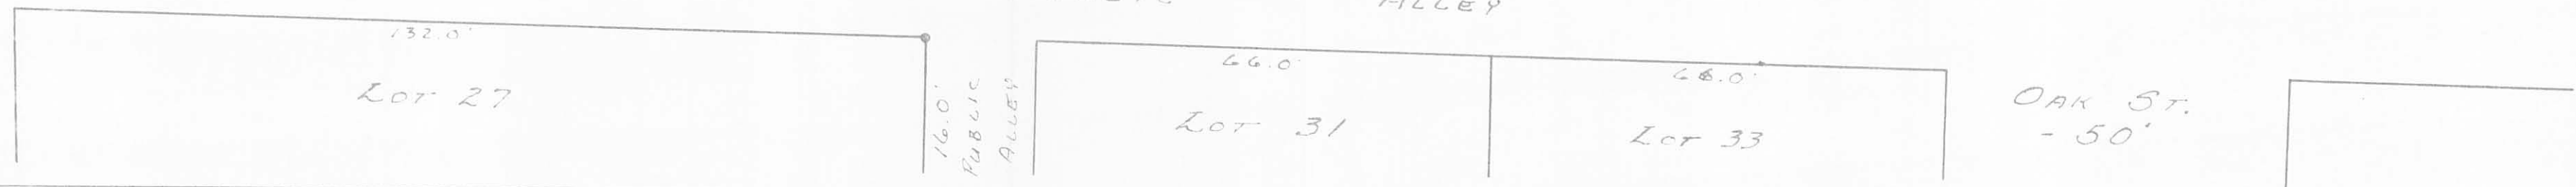 ALLEY
132.0'
Lot 27
16.0'
PUBLIC
ALLEY
66.0'
Lot 31
66.0'
Lot 33
OAK ST.
- 50'